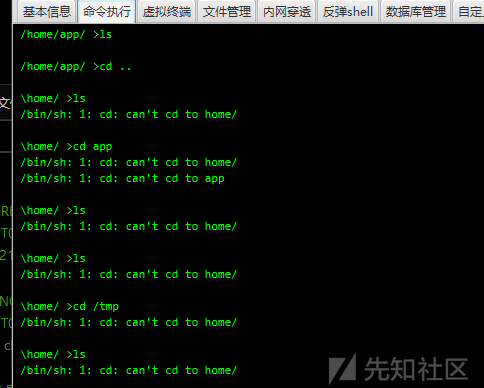 基本信息 命令执行 虚拟终端 文件管理 内网穿透 反弹shell 数据库管理 自定
/home/app/ >ls
/home/app/ >cd ..
\home/ >ls
/bin/sh: 1: cd: can't cd to home/
\home/ >cd app
/bin/sh: 1: cd: can't cd to home/
/bin/sh: 1: cd: can't cd to app
\home/ >ls
/bin/sh: 1: cd: can't cd to home/
\home/ >ls
/bin/sh: 1: cd: can't cd to home/
\home/ >cd /tmp
/bin/sh: 1: cd: can't cd to home/
\home/ >ls
/bin/sh: 1: cd: can't cd to home/
先知社区